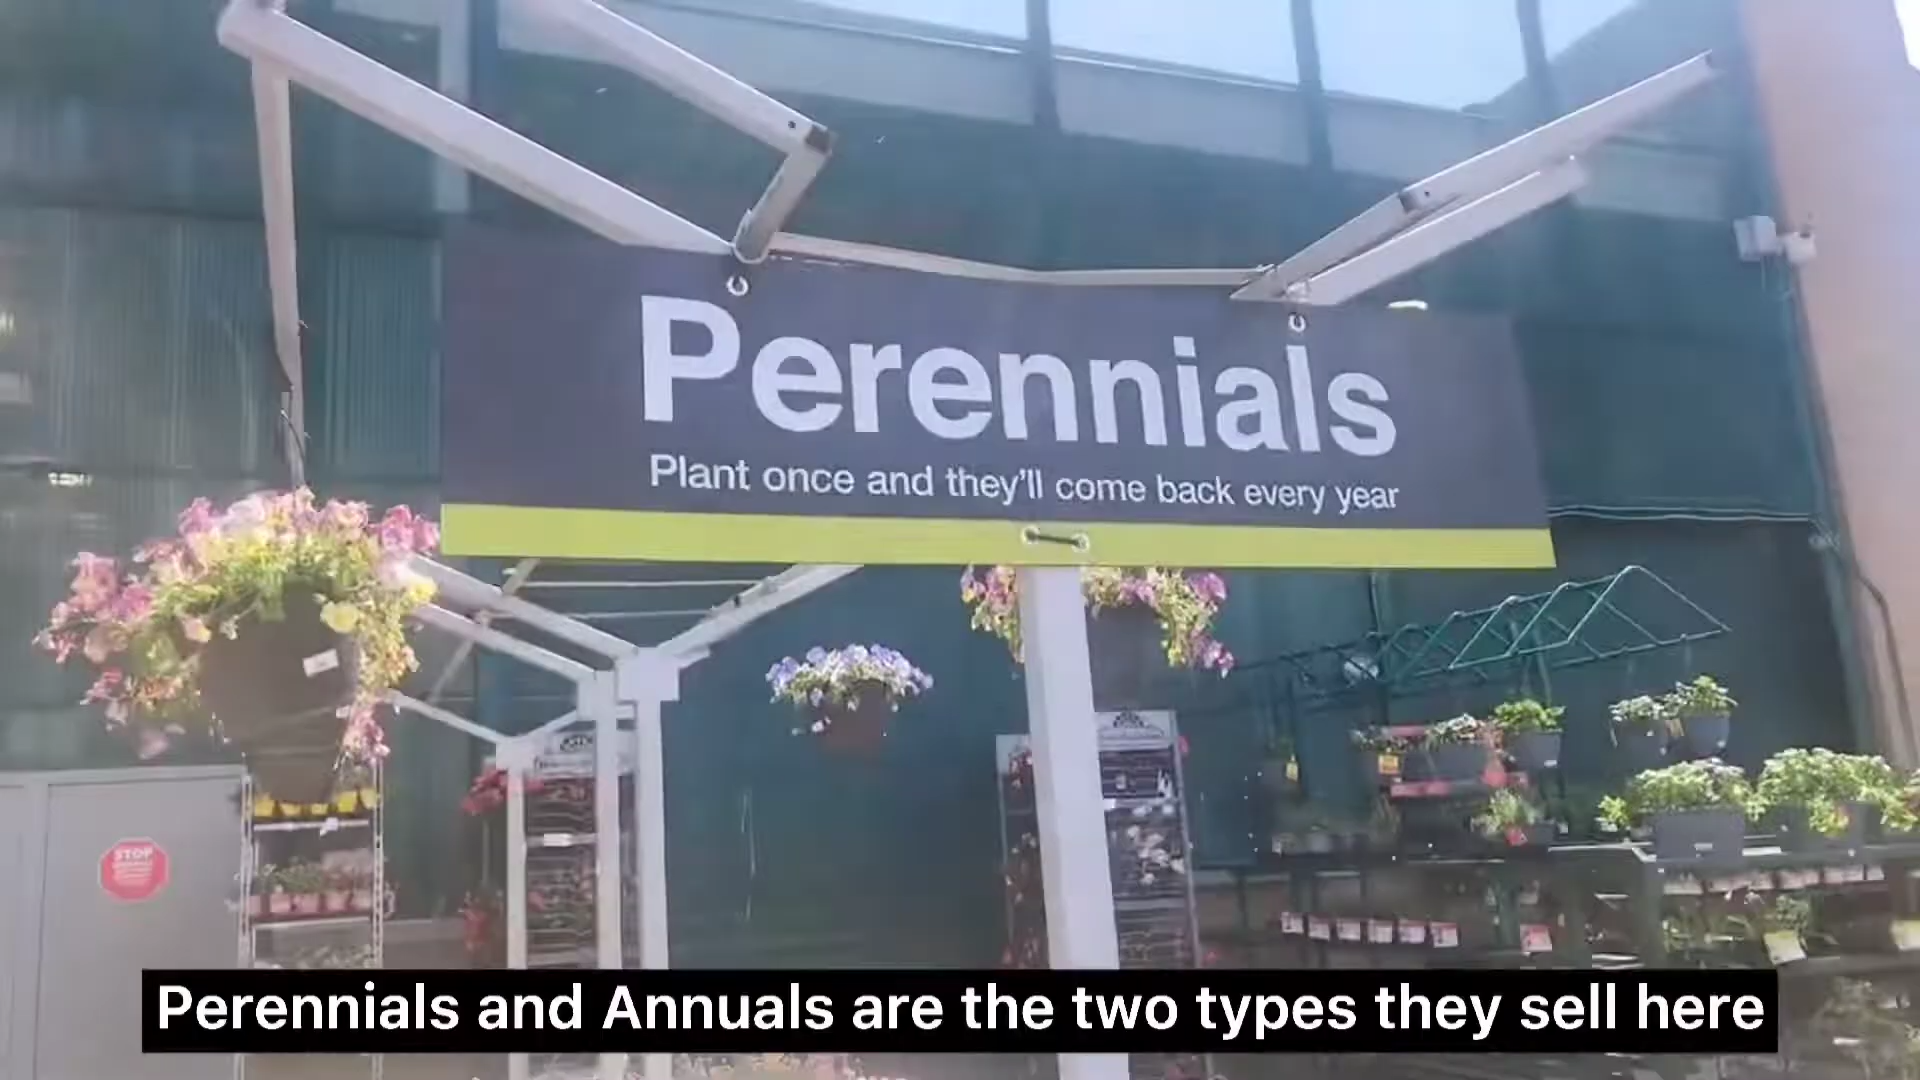 Perennials
Plant once and they'll come back every year
STOP
Perennials and Annuals are the two types they sell here